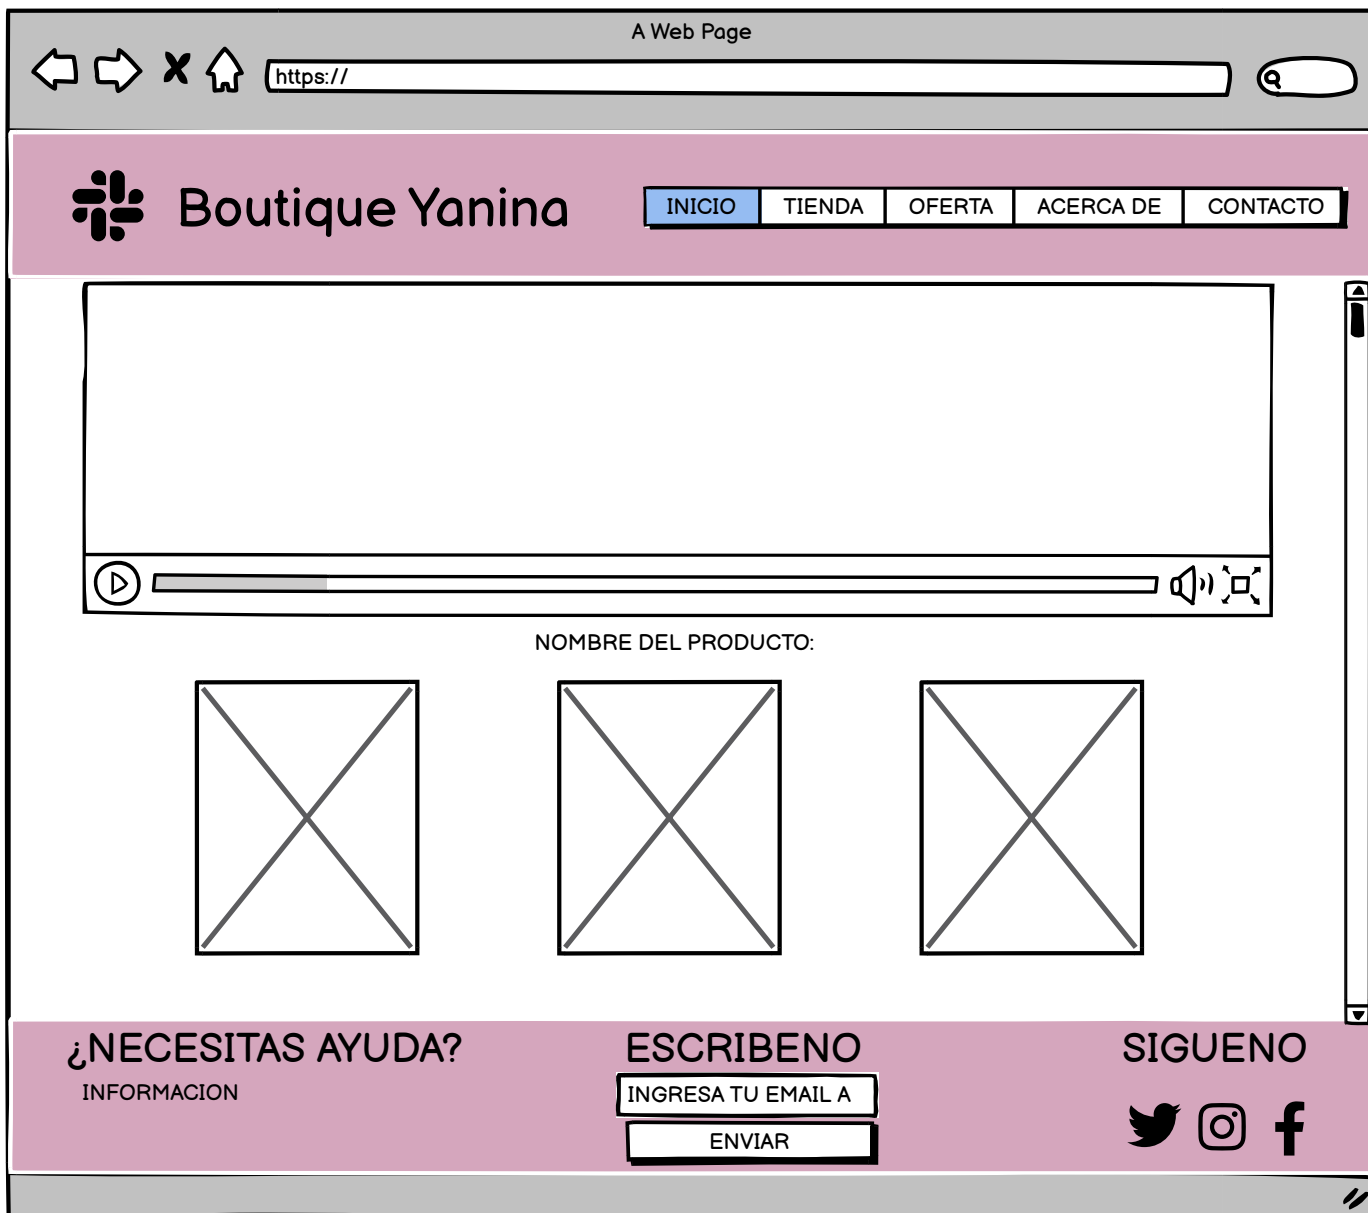 A Web Page
https://
Boutique Yanina
INICIO TIENDA OFERTA ACERCA DE CONTACTO
NOMBRE DEL PRODUCTO:
¿NECESITAS AYUDA? ESCRIBENO SIGUENO
INFORMACION INGRESA TU EMAIL A
ENVIAR